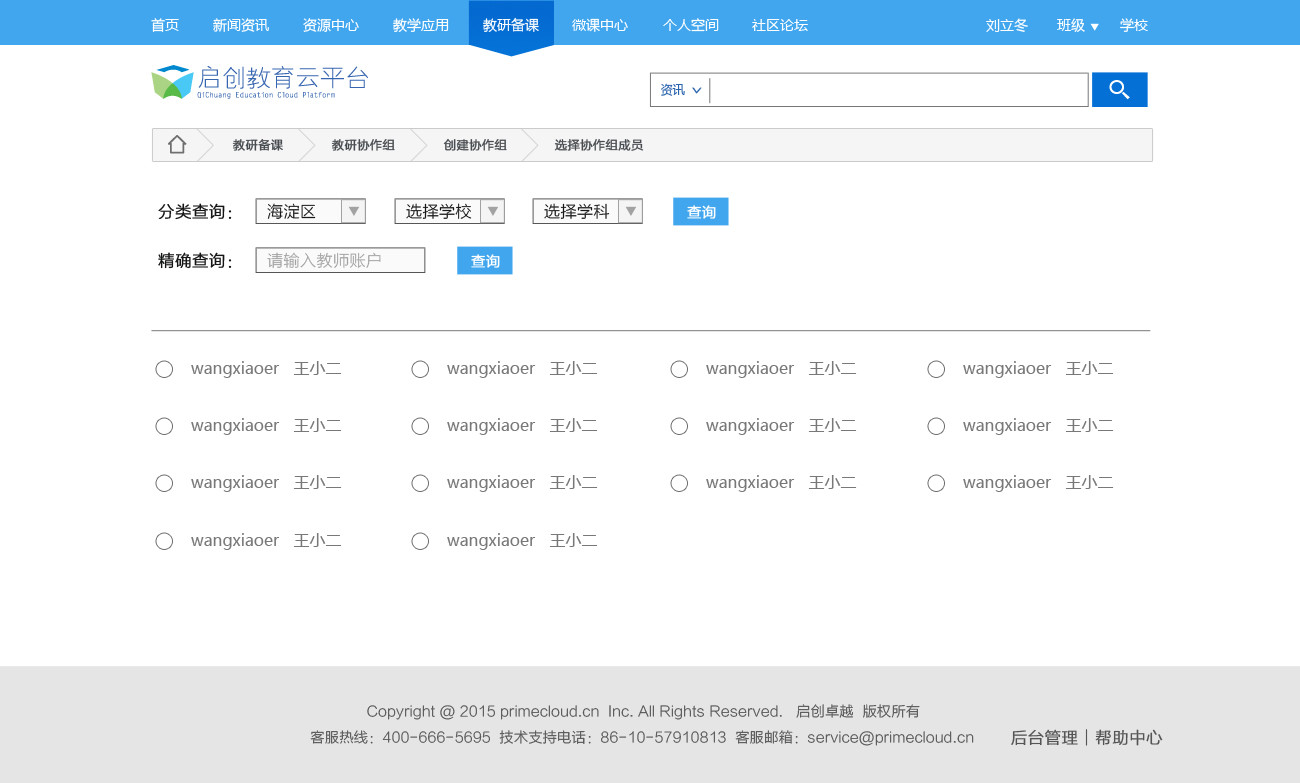 首页 新闻资讯 资源中心 教学应用 教研备课 微课中心 个人空间 社区论坛 刘立冬 班级 学校
启创教育云平台
QiChuang Education Cloud Platform
资讯
教研备课 教研协作组 创建协作组 选择协作组成员
分类查询： 海淀区 选择学校 选择学科 查询
精确查询： 请输入教师账户 查询
wangxiaoer 王小二 wangxiaoer 王小二 wangxiaoer 王小二 wangxiaoer 王小二
wangxiaoer 王小二 wangxiaoer 王小二 wangxiaoer 王小二 wangxiaoer 王小二
wangxiaoer 王小二 wangxiaoer 王小二 wangxiaoer 王小二 wangxiaoer 王小二
wangxiaoer 王小二 wangxiaoer 王小二
Copyright @ 2015 primecloud.cn Inc. All Rights Reserved. 启创卓越 版权所有
客服热线：400-666-5695 技术支持电话：86-10-57910813 客服邮箱：service@primecloud.cn 后台管理｜帮助中心